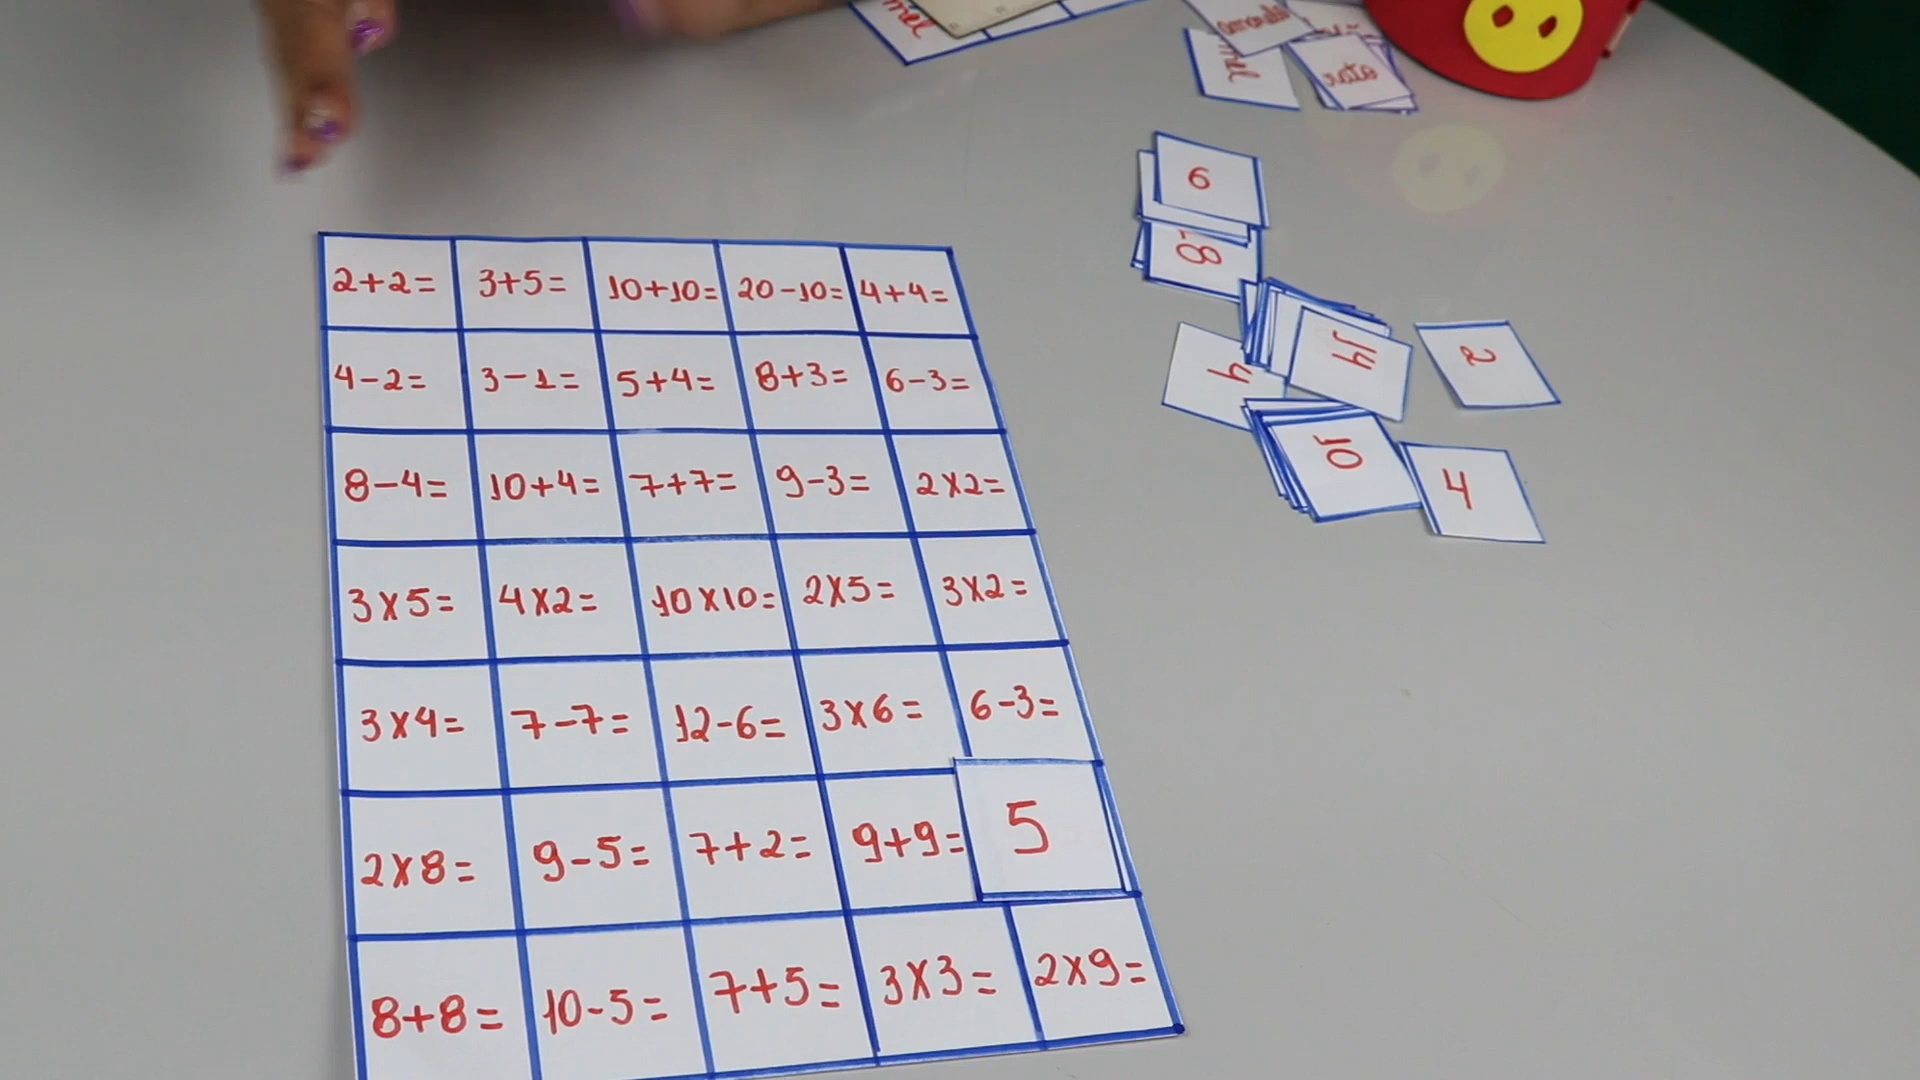 mel
mel
rato
6
8
14
4
2
10
4
2+2= 3+5= 10+10= 20-10= 4+4=
4-2= 3-1= 5+4= 8+3= 6-3=
8-4= 10+4= 7+7= 9-3= 2x2=
3x5= 4x2= 10x10= 2x5= 3x2=
3x4= 7-7= 12-6= 3x6= 6-3=
2x8= 9-5= 7+2= 9+9= 5
8+8= 10-5= 7+5= 3x3= 2x9=